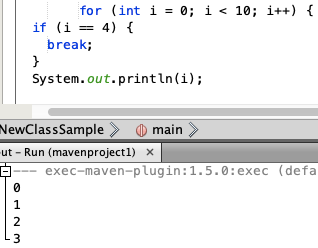 for (int i = 0; i < 10; i++) {
if (i == 4) {
break;
}
System.out.println(i);
NewClassSample
main
out - Run (mavenproject1) ×
--- exec-maven-plugin:1.5.0:exec (defa
0
1
2
3